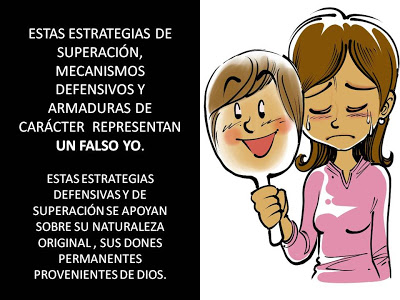 ESTAS ESTRATEGIAS DE
SUPERACIÓN,
MECANISMOS
DEFENSIVOS Y
ARMADURAS DE
CARÁCTER REPRESENTAN
UN FALSO YO.
ESTAS ESTRATEGIAS
DEFENSIVAS Y DE
SUPERACIÓN SE APOYAN
SOBRE SU NATURALEZA
ORIGINAL , SUS DONES
PERMANENTES
PROVENIENTES DE DIOS.